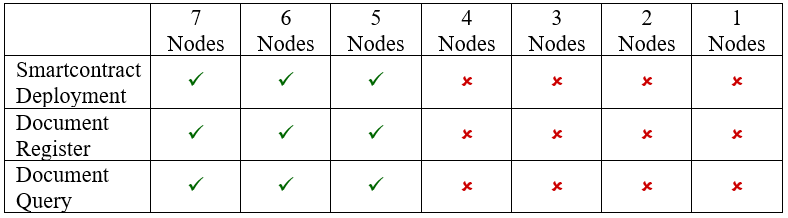 7 Nodes 6 Nodes 5 Nodes 4 Nodes 3 Nodes 2 Nodes 1 Nodes
Smartcontract Deployment ✓ ✓ ✓ ✘ ✘ ✘ ✘
Document Register ✓ ✓ ✓ ✘ ✘ ✘ ✘
Document Query ✓ ✓ ✓ ✘ ✘ ✘ ✘